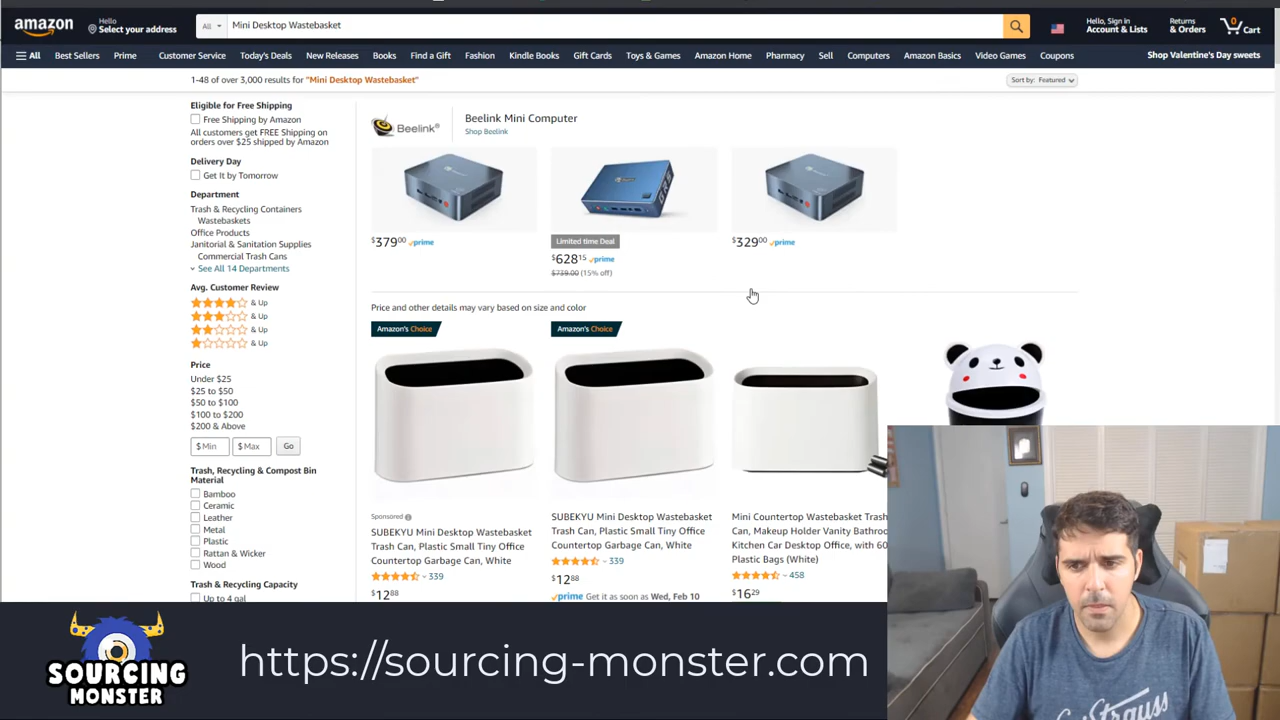 amazon
Hello
Select your address
All
Mini Desktop Wastebasket
Hello, Sign in
Account & Lists
Returns
& Orders
0
Cart
All
Best Sellers
Prime
Customer Service
Today's Deals
New Releases
Books
Find a Gift
Fashion
Kindle Books
Gift Cards
Toys & Games
Amazon Home
Pharmacy
Sell
Computers
Amazon Basics
Video Games
Coupons
Shop Valentine's Day sweets
1-48 of over 3,000 results for "Mini Desktop Wastebasket"
Sort by: Featured
Eligible for Free Shipping
Free Shipping by Amazon
All customers get FREE Shipping on
orders over $25 shipped by Amazon
Delivery Day
Get It by Tomorrow
Department
Trash & Recycling Containers
Wastebaskets
Office Products
Janitorial & Sanitation Supplies
Commercial Trash Cans
See All 14 Departments
Avg. Customer Review
& Up
& Up
& Up
& Up
Price
Under $25
$25 to $50
$50 to $100
$100 to $200
$200 & Above
$ Min
$ Max
Go
Trash, Recycling & Compost Bin
Material
Bamboo
Ceramic
Leather
Metal
Plastic
Rattan & Wicker
Wood
Trash & Recycling Capacity
Up to 4 gal
Beelink
Beelink Mini Computer
Shop Beelink
$379.00 prime
Limited time Deal
$628.15 prime
$739.00 (15% off)
$329.00 prime
Price and other details may vary based on size and color
Amazon's Choice
Amazon's Choice
Sponsored
SUBEKYU Mini Desktop Wastebasket
Trash Can, Plastic Small Tiny Office
Countertop Garbage Can, White
339
$12.88
SUBEKYU Mini Desktop Wastebasket
Trash Can, Plastic Small Tiny Office
Countertop Garbage Can, White
339
$12.88
prime Get it as soon as Wed, Feb 10
Mini Countertop Wastebasket Trash
Can, Makeup Holder Vanity Bathroo
Kitchen Car Desktop Office, with 60
Plastic Bags (White)
458
$16.29
SOURCING
MONSTER
https://sourcing-monster.com